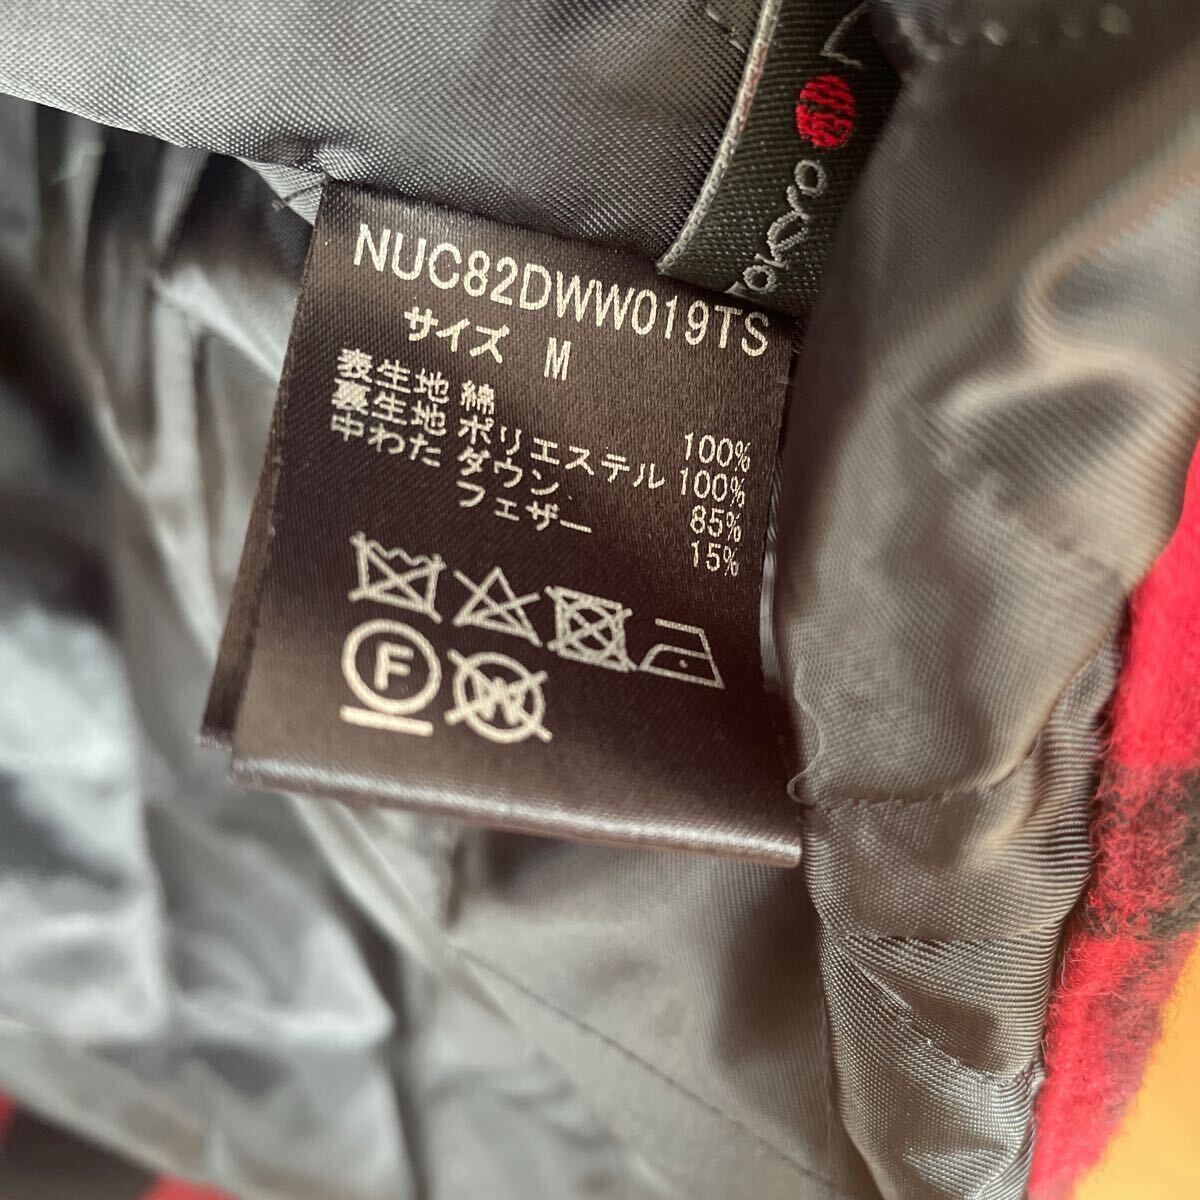 TOKYO
NUC82DWW019TS
サイズ M
表生地 綿 100%
裏生地 ポリエステル 100%
中わた ダウン 85%
フェザー 15%
F W